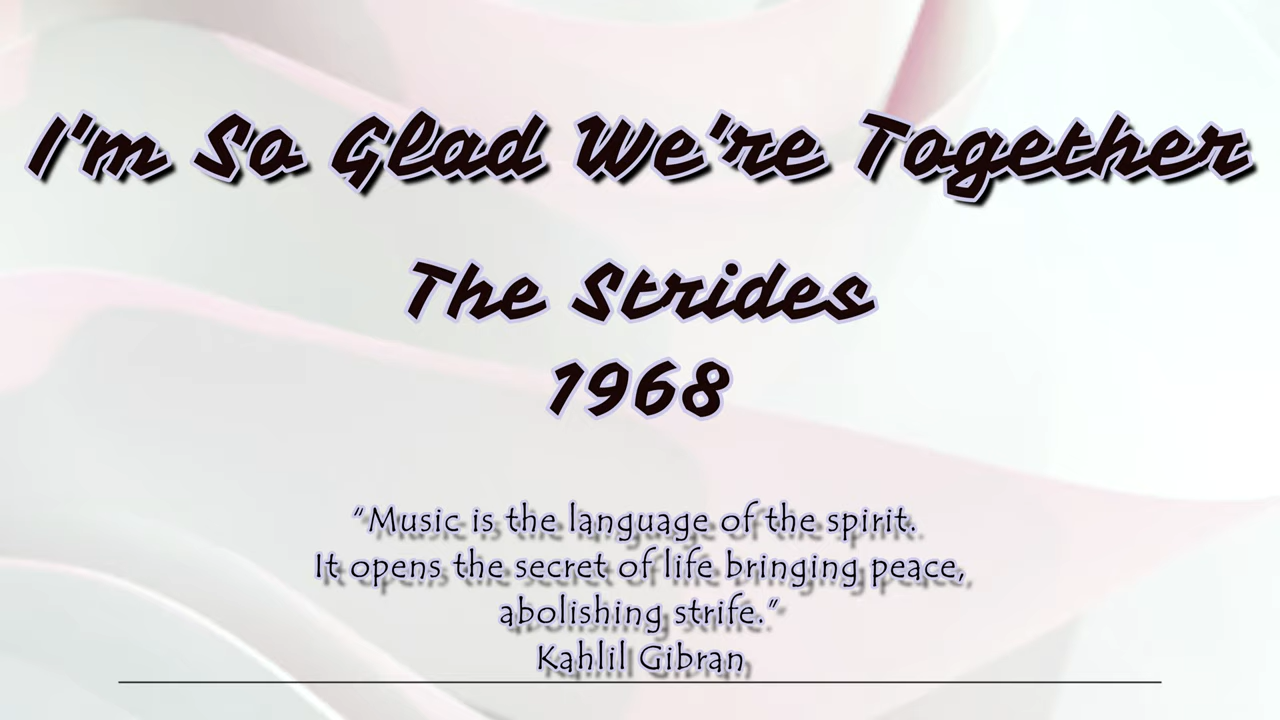 I'm So Glad We're Together
The Strides
1968
“Music is the language of the spirit.
It opens the secret of life bringing peace,
abolishing strife.”
Kahlil Gibran